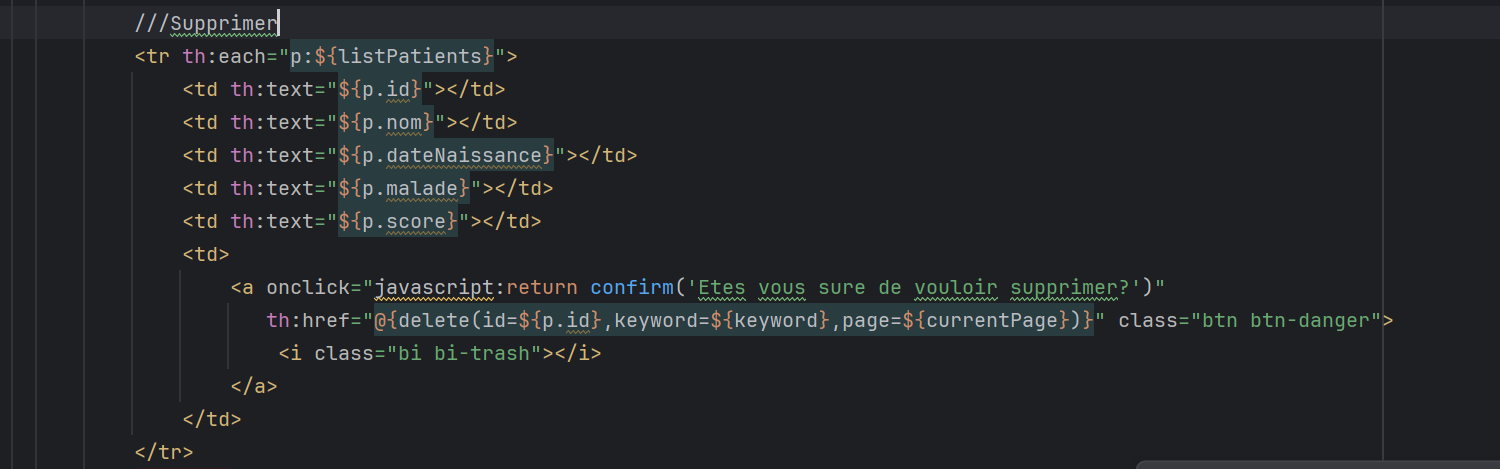 ///Supprimer
<tr th:each="p:${listPatients}">
<td th:text="${p.id}"></td>
<td th:text="${p.nom}"></td>
<td th:text="${p.dateNaissance}"></td>
<td th:text="${p.malade}"></td>
<td th:text="${p.score}"></td>
<td>
<a onclick="javascript:return confirm('Etes vous sure de vouloir supprimer?')"
th:href="@{delete(id=${p.id},keyword=${keyword},page=${currentPage})}" class="btn btn-danger">
<i class="bi bi-trash"></i>
</a>
</td>
</tr>